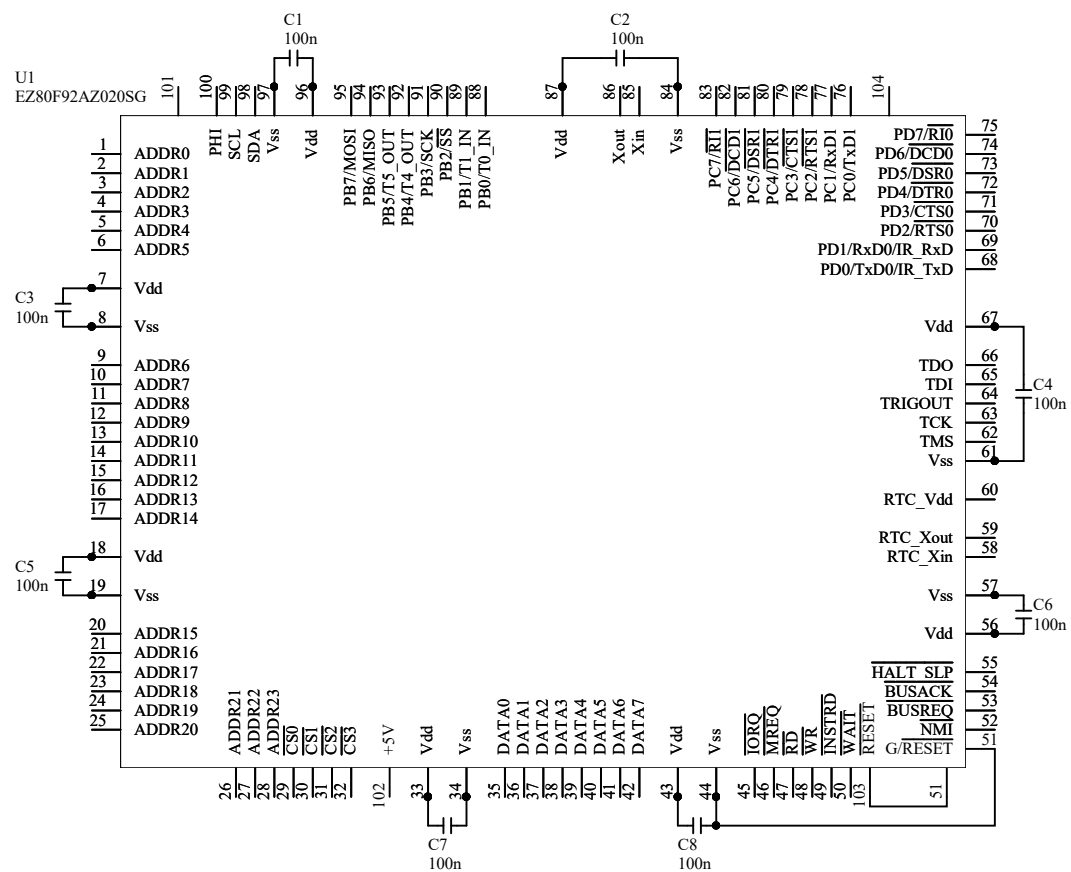 C1
100n
C2
100n
U1
EZ80F92AZ020SG
101
100
99
98
97
96
95
94
93
92
91
90
89
88
87
86
85
84
83
82
81
80
79
78
77
76
104
PHI
SCL
SDA
Vss
Vdd
PB7/MOSI
PB6/MISO
PB5/T5_OUT
PB4/T4_OUT
PB3/SCK
PB2/SS
PB1/T1_IN
PB0/T0_IN
Vdd
Xout
Xin
Vss
PC7/RI1
PC6/DCD1
PC5/DSR1
PC4/DTR1
PC3/CTS1
PC2/RTS1
PC1/RxD1
PC0/TxD1
1 ADDR0
2 ADDR1
3 ADDR2
4 ADDR3
5 ADDR4
6 ADDR5
7 Vdd
C3
100n
8 Vss
9 ADDR6
10 ADDR7
11 ADDR8
12 ADDR9
13 ADDR10
14 ADDR11
15 ADDR12
16 ADDR13
17 ADDR14
18 Vdd
C5
100n
19 Vss
20 ADDR15
21 ADDR16
22 ADDR17
23 ADDR18
24 ADDR19
25 ADDR20
PD7/RI0 75
PD6/DCD0 74
PD5/DSR0 73
PD4/DTR0 72
PD3/CTS0 71
PD2/RTS0 70
PD1/RxD0/IR_RxD 69
PD0/TxD0/IR_TxD 68
Vdd 67
TDO 66
TDI 65
C4
100n
TRIGOUT 64
TCK 63
TMS 62
Vss 61
RTC_Vdd 60
RTC_Xout 59
RTC_Xin 58
Vss 57
C6
100n
Vdd 56
HALT_SLP 55
BUSACK 54
BUSREQ 53
NMI 52
G/RESET 51
ADDR21
ADDR22
ADDR23
CS0
CS1
CS2
CS3
+5V
Vdd
Vss
DATA0
DATA1
DATA2
DATA3
DATA4
DATA5
DATA6
DATA7
Vdd
Vss
IORQ
MREQ
RD
WR
INSTRD
WAIT
RESET
26
27
28
29
30
31
32
102
33
34
35
36
37
38
39
40
41
42
43
44
45
46
47
48
49
50
103
51
C7
100n
C8
100n